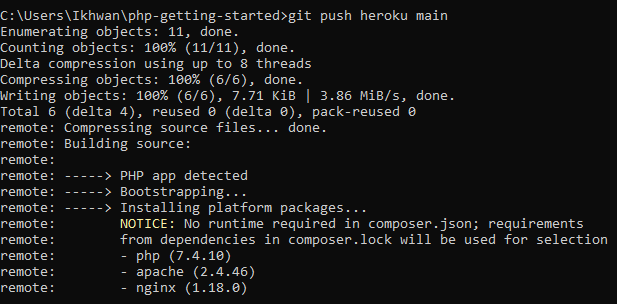 C:\Users\Ikhwan\php-getting-started>git push heroku main
Enumerating objects: 11, done.
Counting objects: 100% (11/11), done.
Delta compression using up to 8 threads
Compressing objects: 100% (6/6), done.
Writing objects: 100% (6/6), 7.71 KiB | 3.86 MiB/s, done.
Total 6 (delta 4), reused 0 (delta 0), pack-reused 0
remote: Compressing source files... done.
remote: Building source:
remote:
remote: -----> PHP app detected
remote: -----> Bootstrapping...
remote: -----> Installing platform packages...
remote:        NOTICE: No runtime required in composer.json; requirements
remote:        from dependencies in composer.lock will be used for selection
remote:        - php (7.4.10)
remote:        - apache (2.4.46)
remote:        - nginx (1.18.0)